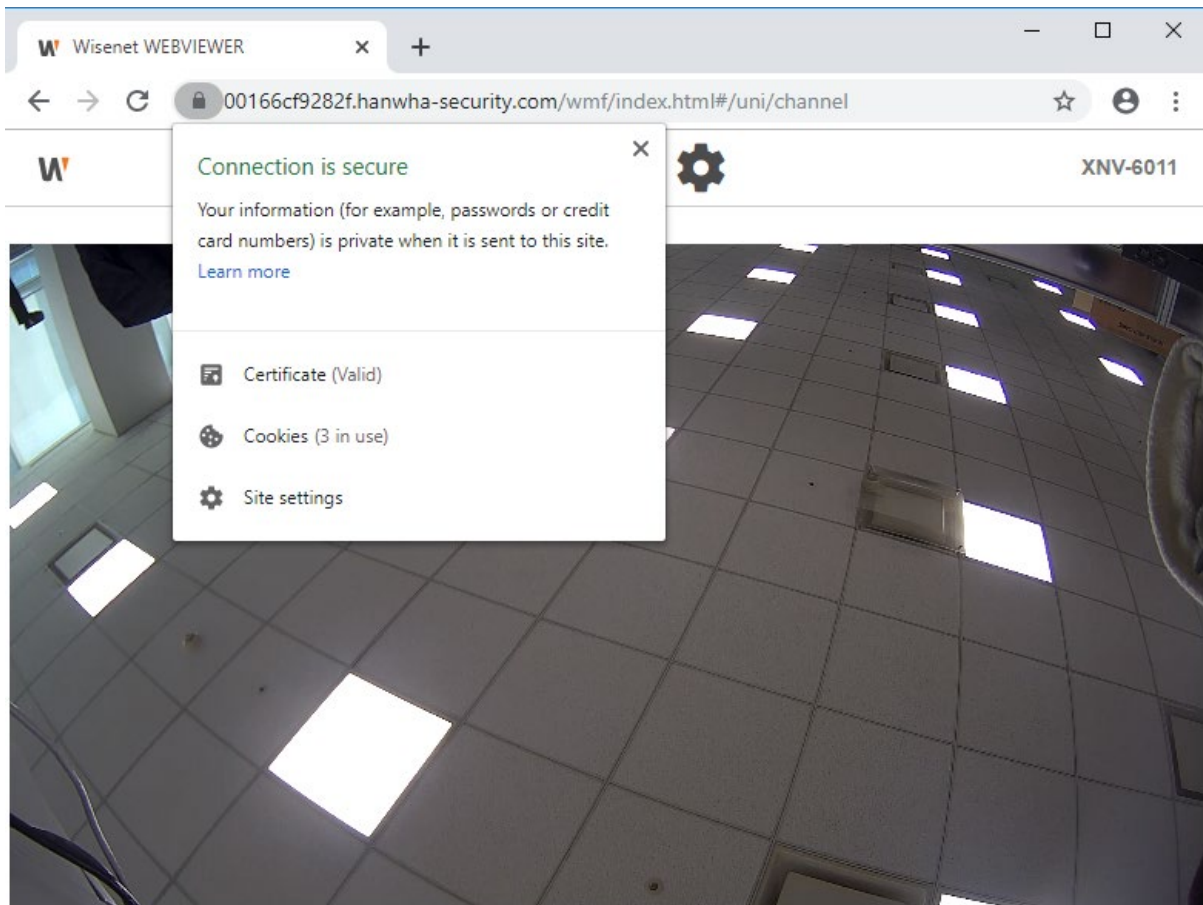 Wisenet WEBVIEWER
00166cf9282f.hanwha-security.com/wmf/index.html#/uni/channel
XNV-6011
Connection is secure
Your information (for example, passwords or credit
card numbers) is private when it is sent to this site.
Learn more
Certificate (Valid)
Cookies (3 in use)
Site settings